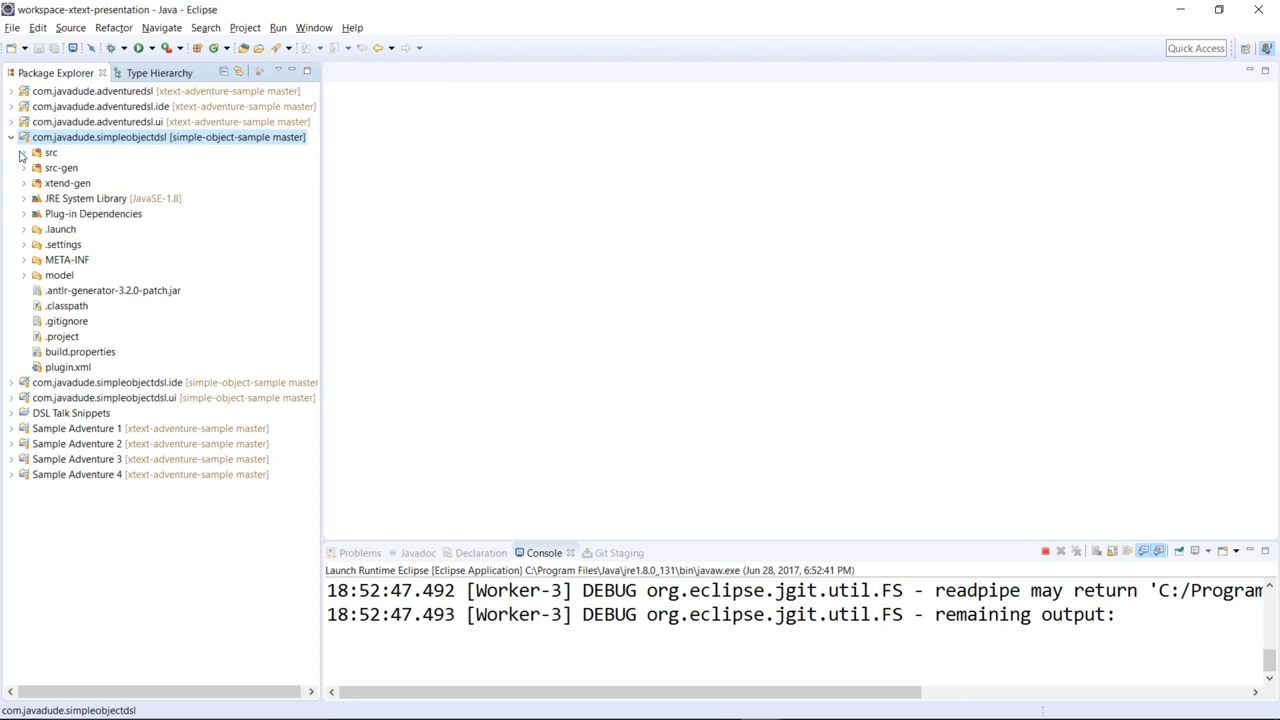 workspace-xtext-presentation - Java - Eclipse
File Edit Source Refactor Navigate Search Project Run Window Help
Quick Access
Package Explorer Type Hierarchy
com.javadude.adventuredsl [xtext-adventure-sample master]
com.javadude.adventuredsl.ide [xtext-adventure-sample master]
com.javadude.adventuredsl.ui [xtext-adventure-sample master]
com.javadude.simpleobjectdsl [simple-object-sample master]
src
src-gen
xtend-gen
JRE System Library [JavaSE-1.8]
Plug-in Dependencies
.launch
.settings
META-INF
model
.antlr-generator-3.2.0-patch.jar
.classpath
.gitignore
.project
build.properties
plugin.xml
com.javadude.simpleobjectdsl.ide [simple-object-sample master
com.javadude.simpleobjectdsl.ui [simple-object-sample master]
DSL Talk Snippets
Sample Adventure 1 [xtext-adventure-sample master]
Sample Adventure 2 [xtext-adventure-sample master]
Sample Adventure 3 [xtext-adventure-sample master]
Sample Adventure 4 [xtext-adventure-sample master]
Problems Javadoc Declaration Console Git Staging
Launch Runtime Eclipse [Eclipse Application] C:\Program Files\Java\jre1.8.0_131\bin\javaw.exe (Jun 28, 2017, 6:52:41 PM)
18:52:47.492 [Worker-3] DEBUG org.eclipse.jgit.util.FS - readpipe may return 'C:/Program
18:52:47.493 [Worker-3] DEBUG org.eclipse.jgit.util.FS - remaining output:
com.javadude.simpleobjectdsl